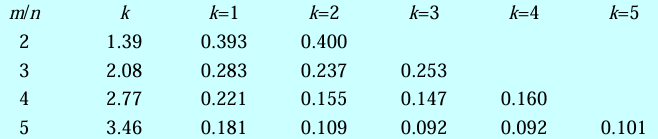 m/n k k=1 k=2 k=3 k=4 k=5
2 1.39 0.393 0.400
3 2.08 0.283 0.237 0.253
4 2.77 0.221 0.155 0.147 0.160
5 3.46 0.181 0.109 0.092 0.092 0.101